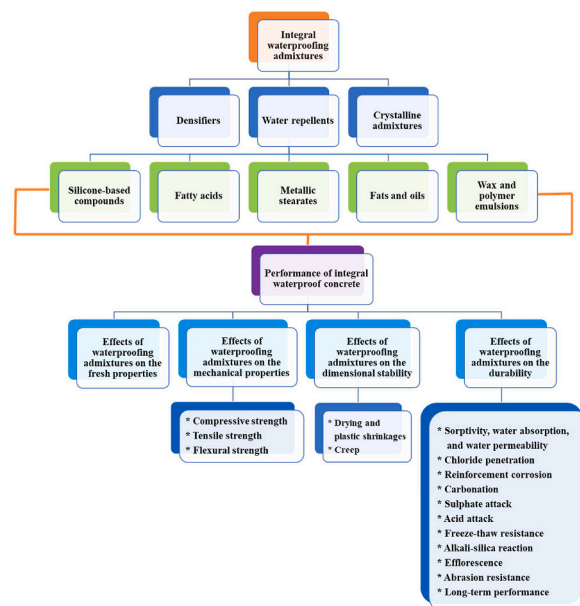 Integral
waterproofing
admixtures
Densifiers
Water repellents
Crystalline
admixtures
Silicone-based
compounds
Fatty acids
Metallic
stearates
Fats and oils
Wax and
polymer
emulsions
Performance of integral
waterproof concrete
Effects of
waterproofing
admixtures on the
fresh properties
Effects of
waterproofing
admixtures on the
mechanical properties
Effects of
waterproofing
admixtures on the
dimensional stability
Effects of
waterproofing
admixtures on the
durability
* Compressive strength
* Tensile strength
* Flexural strength
* Drying and
plastic shrinkages
* Creep
* Sorptivity, water absorption,
and water permeability
* Chloride penetration
* Reinforcement corrosion
* Carbonation
* Sulphate attack
* Acid attack
* Freeze-thaw resistance
* Alkali-silica reaction
* Efflorescence
* Abrasion resistance
* Long-term performance